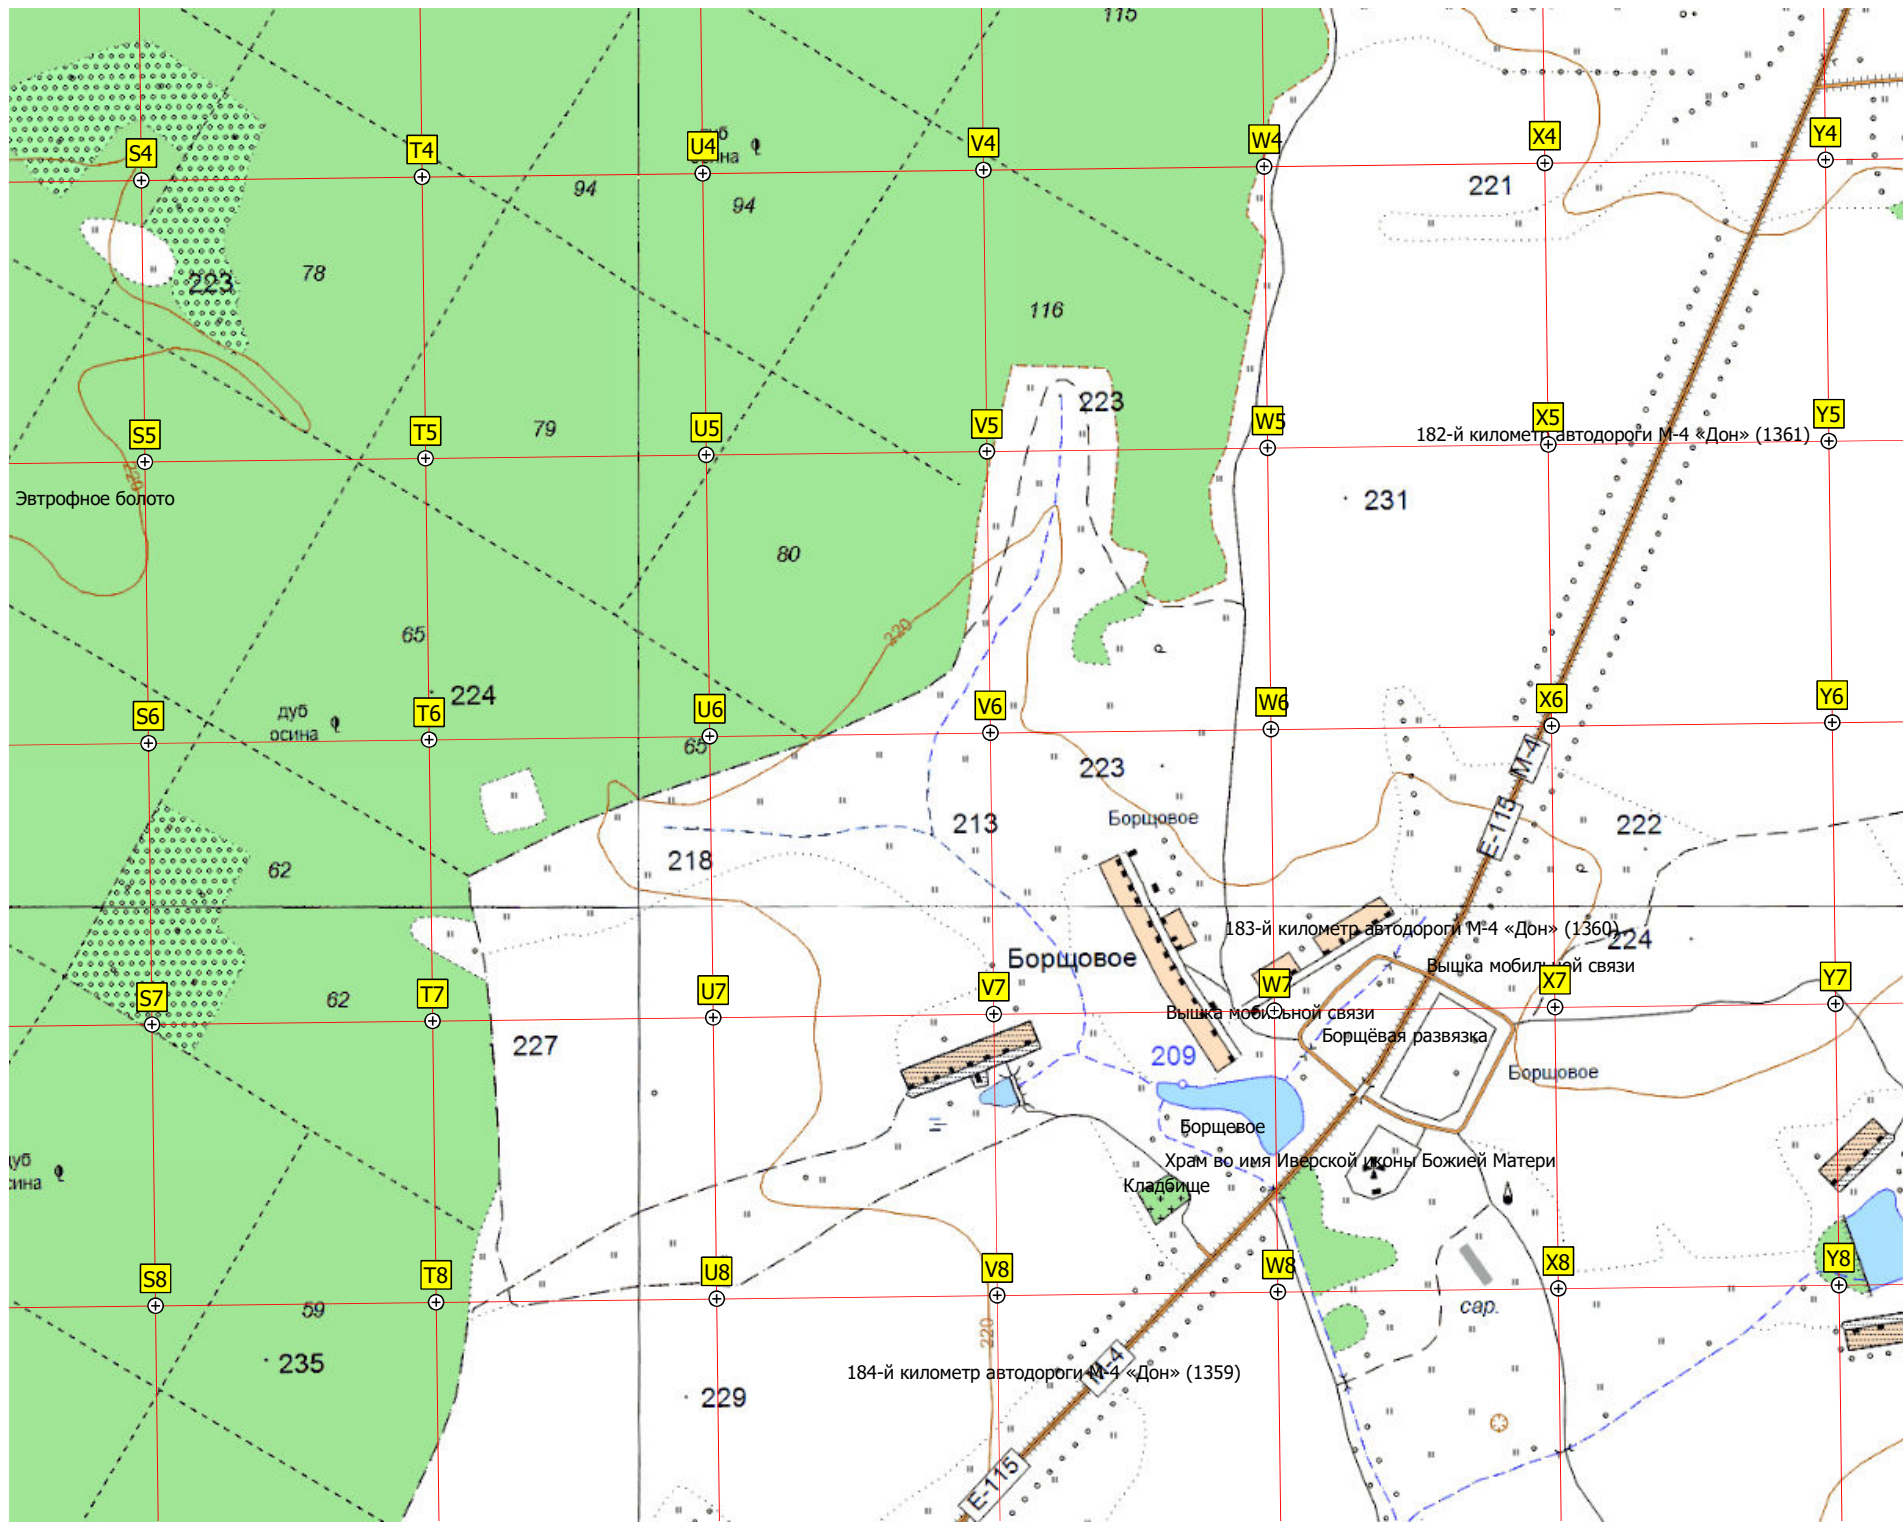 115
S4
T4
U4
V4
W4
X4
Y4
94
94
221
78
223
116
223
79
S5
T5
U5
V5
W5
X5
Y5
182-й километр автодороги М-4 «Дон» (1361)
220
Эвтрофное болото
231
80
65
220
224
S6
T6
U6
V6
W6
X6
Y6
дуб
осина
65
М-4
223
213
Борщовое
Е-115
222
218
62
183-й километр автодороги М-4 «Дон» (1360)
224
Борщовое
Вышка мобильной связи
S7
T7
U7
V7
W7
X7
Y7
62
Вышка мобильной связи
Борщёвая развязка
227
209
Борщовое
Борщевое
Храм во имя Иверской иконы Божией Матери
Кладбище
S8
T8
U8
V8
W8
X8
Y8
59
сар.
220
235
М-4
184-й километр автодороги М-4 «Дон» (1359)
229
Е-115